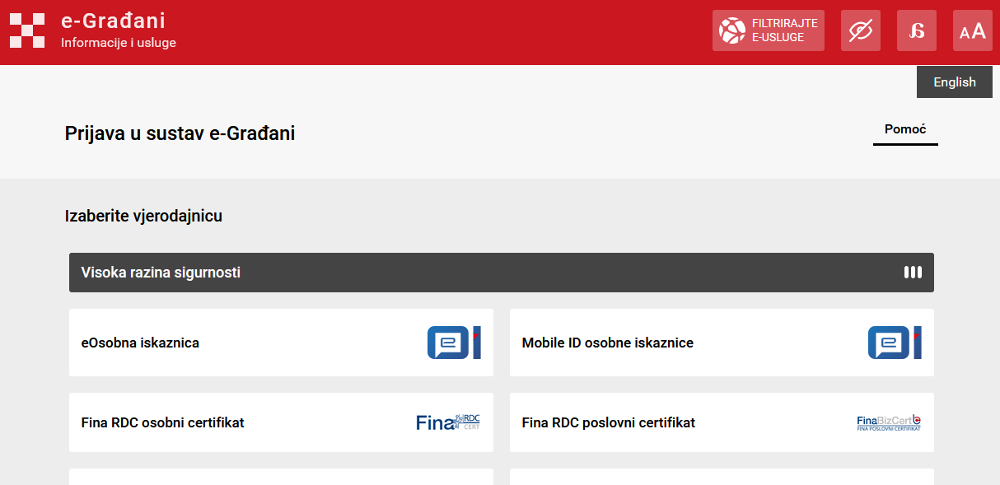 e-Građani
Informacije i usluge
FILTRIRAJTE
E-USLUGE
AA
English
Prijava u sustav e-Građani
Pomoć
Izaberite vjerodajnicu
Visoka razina sigurnosti
eOsobna iskaznica
Mobile ID osobne iskaznice
Fina RDC osobni certifikat
Fina RDC CERT
Fina RDC poslovni certifikat
FinaBizCert
FINA POSLOVNI CERTIFIKAT